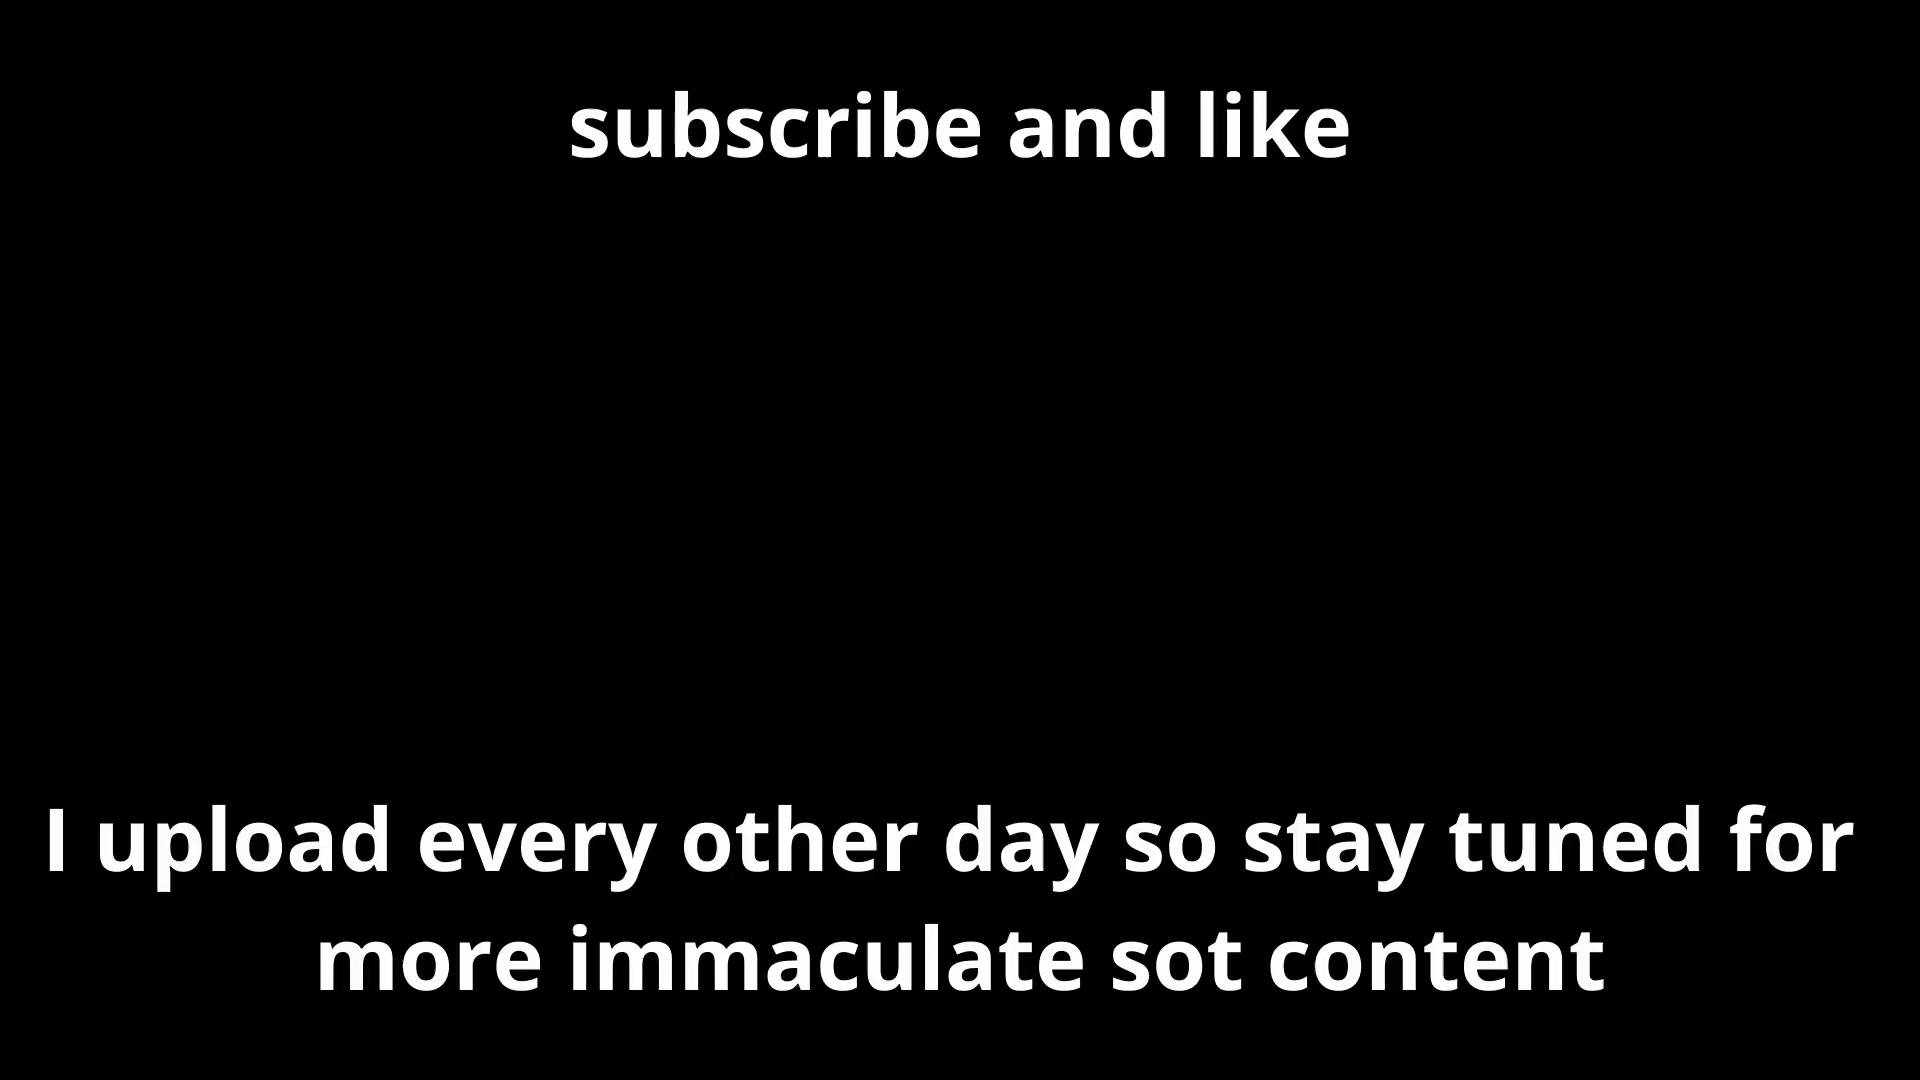 subscribe and like
I upload every other day so stay tuned for
more immaculate sot content